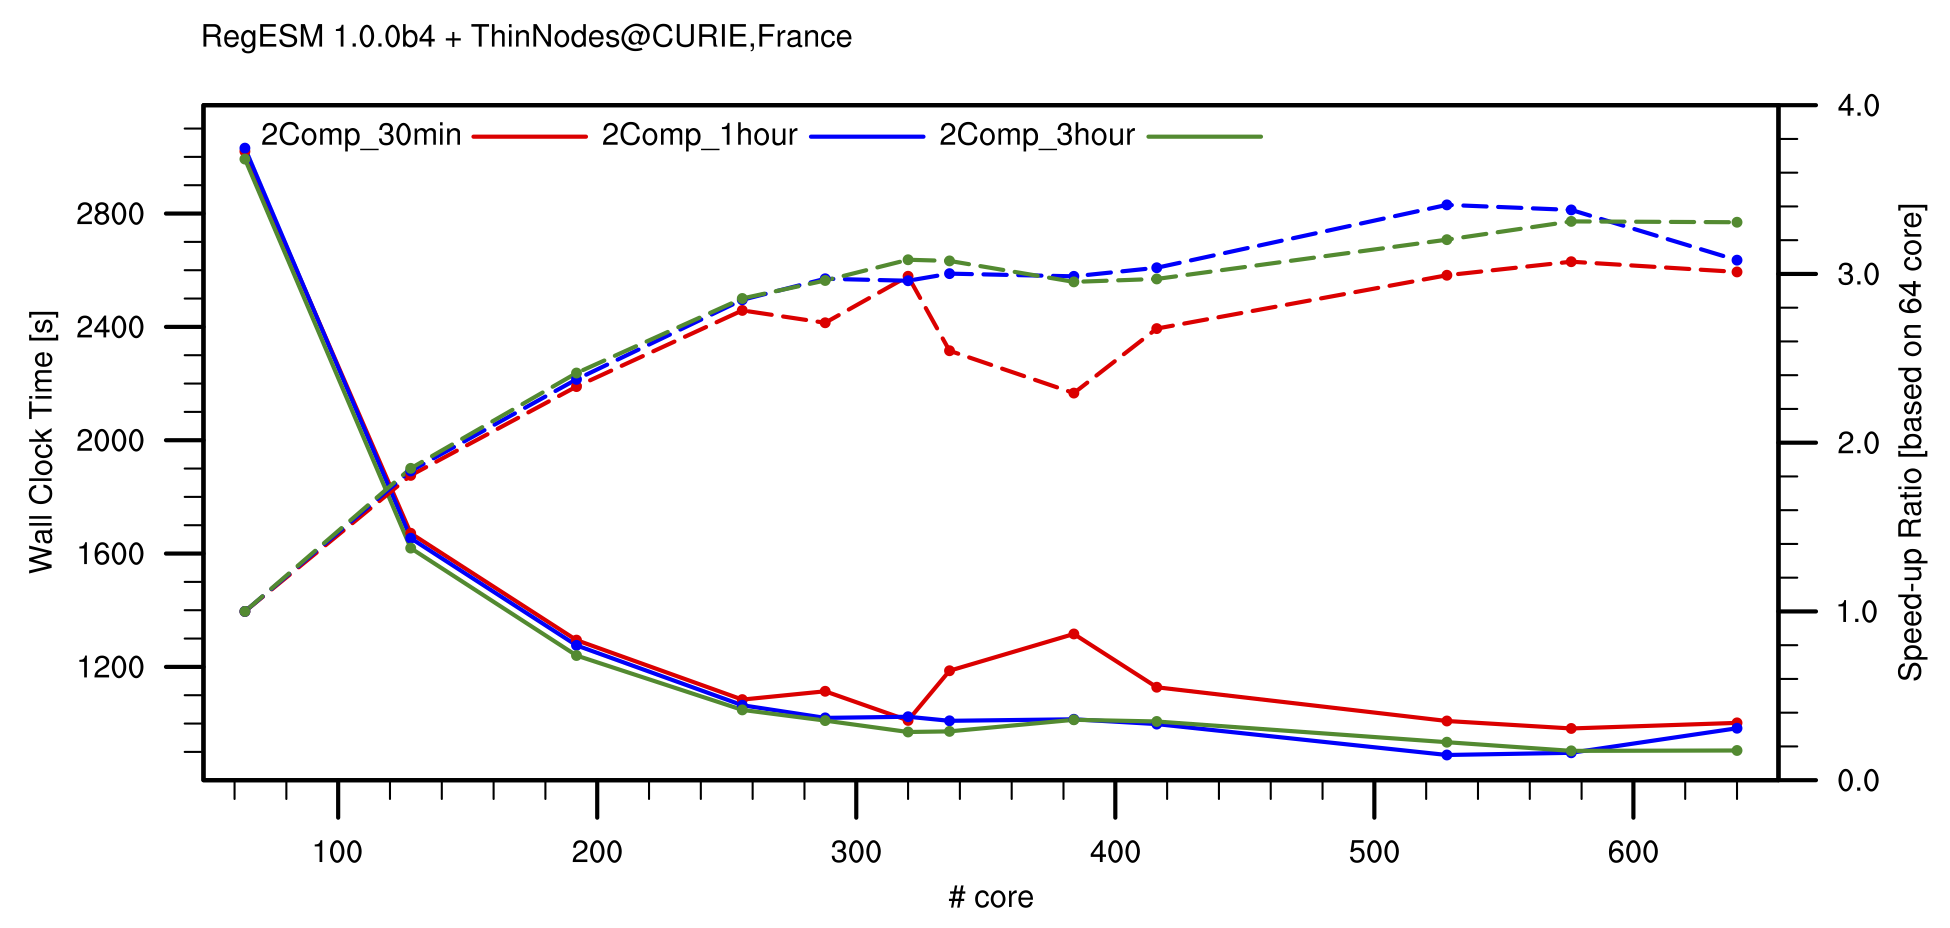 RegESM 1.0.0b4 + ThinNodes@CURIE,France
2Comp_30min 2Comp_1hour 2Comp_3hour
4.0
3.0
2.0
1.0
0.0
2800
2400
2000
1600
1200
Wall Clock Time [s]
Speed-up Ratio [based on 64 core]
100 200 300 400 500 600
# core